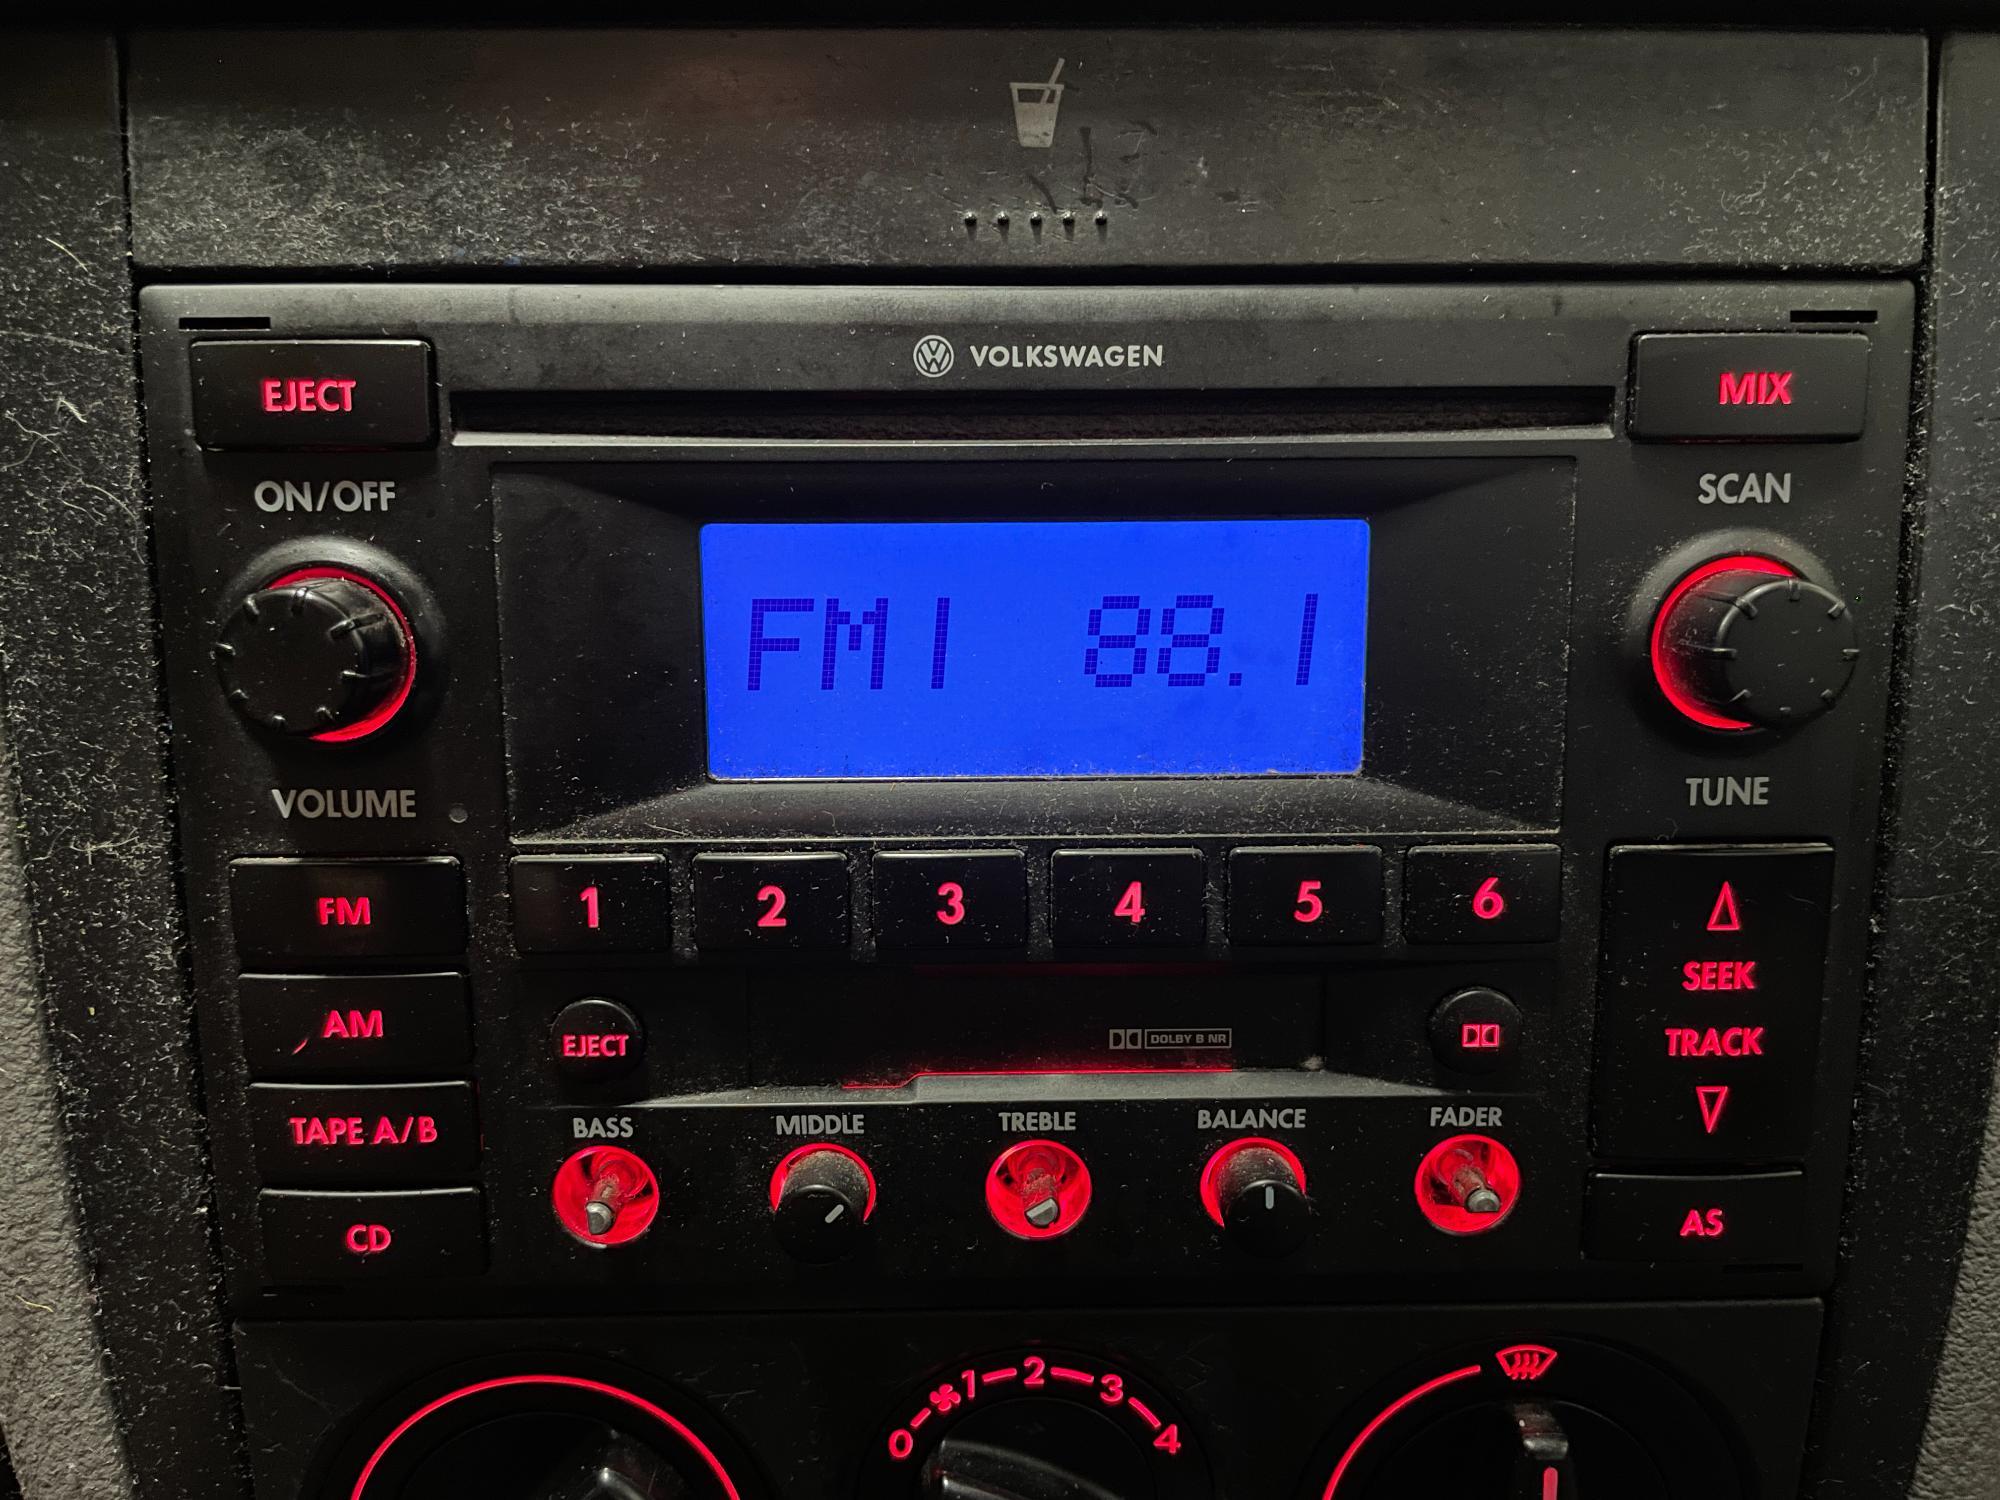 VOLKSWAGEN
EJECT
MIX
ON/OFF
SCAN
FM1 88.1
VOLUME
TUNE
FM
1 2 3 4 5 6
AM
EJECT
DOLBY B NR
SEEK
TRACK
TAPE A/B
BASS MIDDLE TREBLE BALANCE FADER
CD
AS
0 1 2 3 4